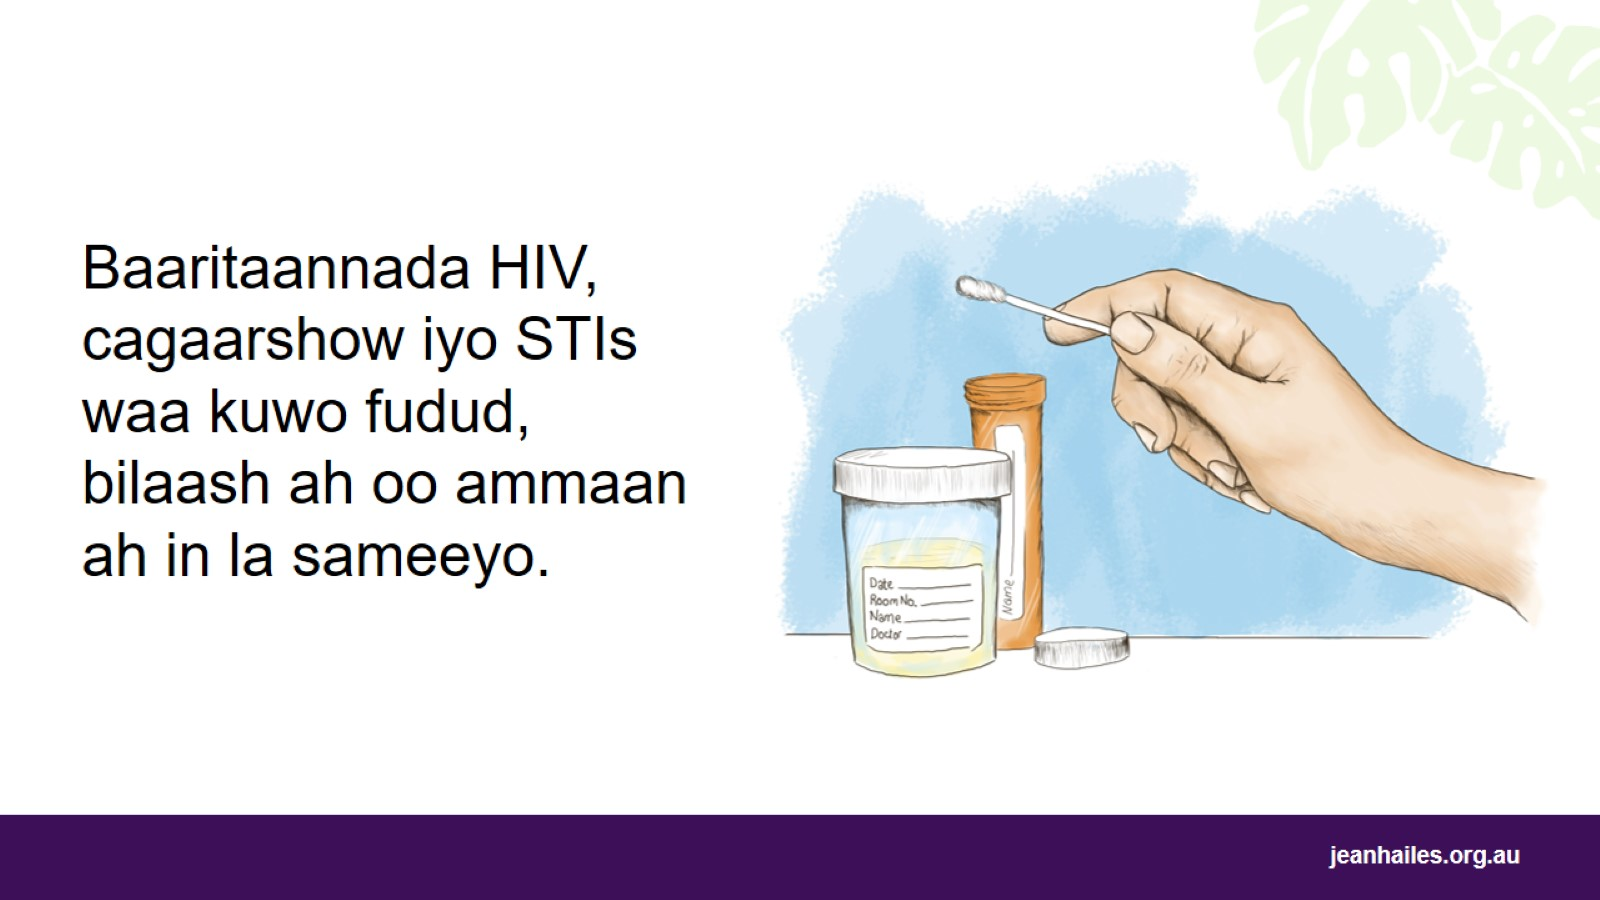 Baaritaannada HIV,
cagaarshow iyo STIs
waa kuwo fudud,
bilaash ah oo ammaan
ah in la sameeyo.
Date
Room No.
Name
Doctor
Name
jeanhailes.org.au